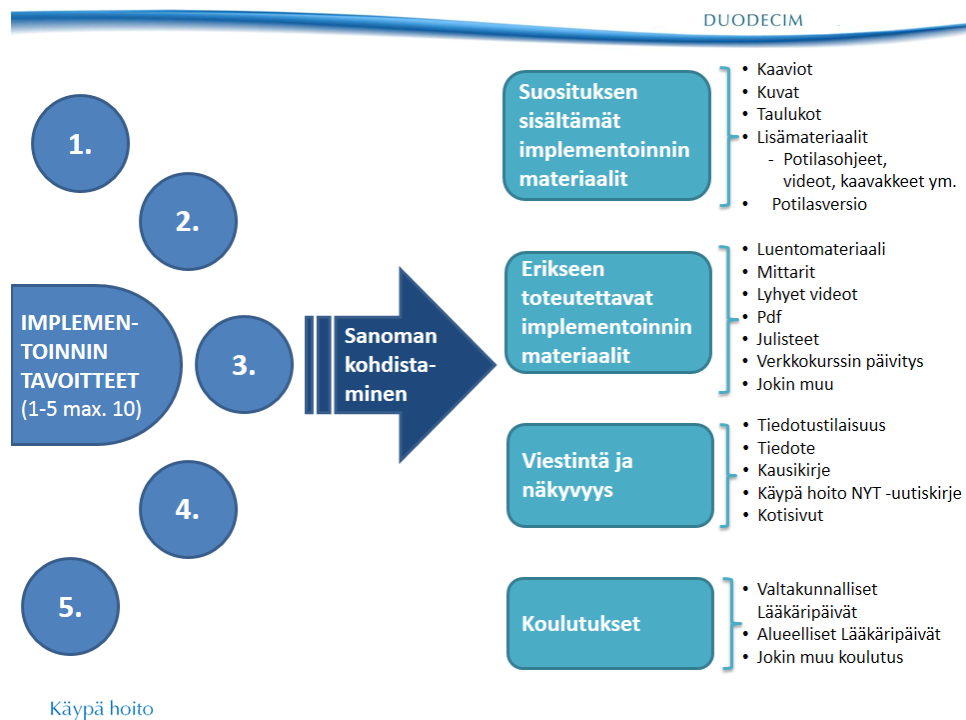 DUODECIM
1.
2.
IMPLEMEN-
TOINNIN
TAVOITTEET
(1-5 max. 10)
3.
4.
5.
Sanoman
kohdista-
minen
Suosituksen
sisältämät
implementoinnin
materiaalit
• Kaaviot
• Kuvat
• Taulukot
• Lisämateriaalit
- Potilasohjeet,
videot, kaavakkeet ym.
• Potilasversio
Erikseen
toteutettavat
implementoinnin
materiaalit
• Luentomateriaali
• Mittarit
• Lyhyet videot
• Pdf
• Julisteet
• Verkkokurssin päivitys
• Jokin muu
Viestintä ja
näkyvyys
• Tiedotustilaisuus
• Tiedote
• Kausikirje
• Käypä hoito NYT -uutiskirje
• Kotisivut
Koulutukset
• Valtakunnalliset
Lääkäripäivät
• Alueelliset Lääkäripäivät
• Jokin muu koulutus
Käypä hoito